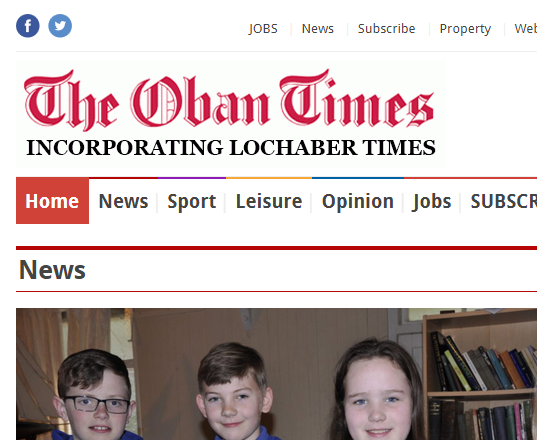 JOBS News Subscribe Property Web
The Oban Times
INCORPORATING LOCHABER TIMES
Home News Sport Leisure Opinion Jobs SUBSCR
News